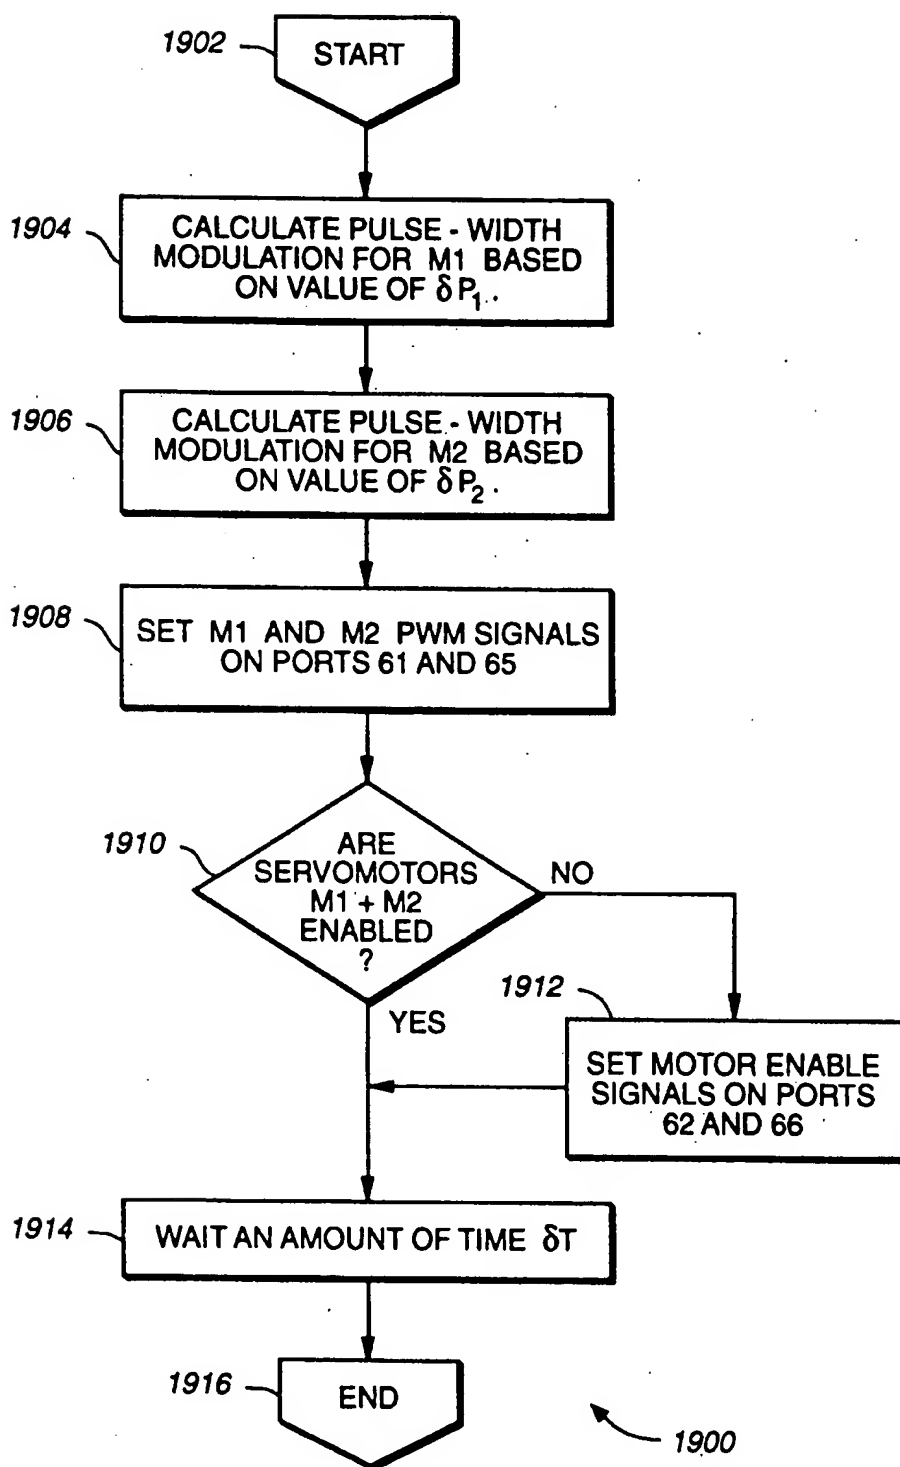 1902
START
1904
CALCULATE PULSE - WIDTH
MODULATION FOR M1 BASED
ON VALUE OF δP₁.
1906
CALCULATE PULSE - WIDTH
MODULATION FOR M2 BASED
ON VALUE OF δP₂.
1908
SET M1 AND M2 PWM SIGNALS
ON PORTS 61 AND 65
1910
ARE
SERVOMOTORS
M1 + M2
ENABLED
?
NO
YES
1912
SET MOTOR ENABLE
SIGNALS ON PORTS
62 AND 66
1914
WAIT AN AMOUNT OF TIME δT
1916
END
1900